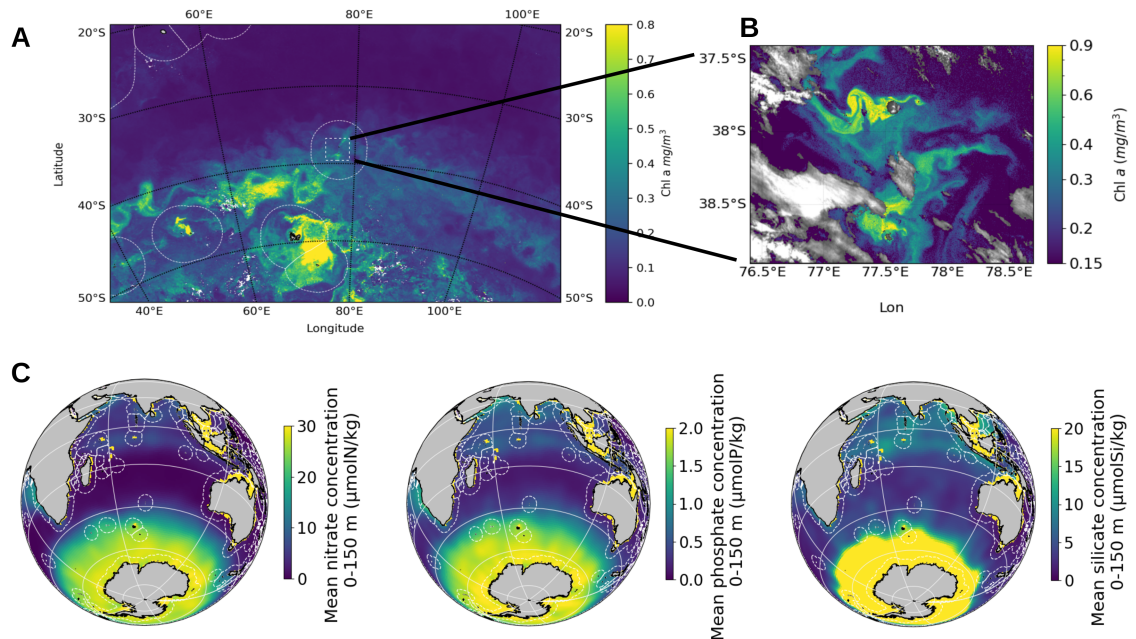 A
60°E 80°E 100°E
20°S 20°S
30°S 30°S
40°S 40°S
50°S 50°S
40°E 60°E 80°E 100°E
Latitude
Longitude
0.8
0.7
0.6
0.5
0.4
0.3
0.2
0.1
0.0
Chl a mg/m³
B
37.5°S
38°S
38.5°S
76.5°E 77°E 77.5°E 78°E 78.5°E
Lon
0.9
0.6
0.4
0.3
0.2
0.15
Chl a (mg/m³)
C
30
20
10
0
Mean nitrate concentration
0-150 m (µmolN/kg)
2.0
1.5
1.0
0.5
0.0
Mean phosphate concentration
0-150 m (µmolP/kg)
20
15
10
5
0
Mean silicate concentration
0-150 m (µmolSi/kg)